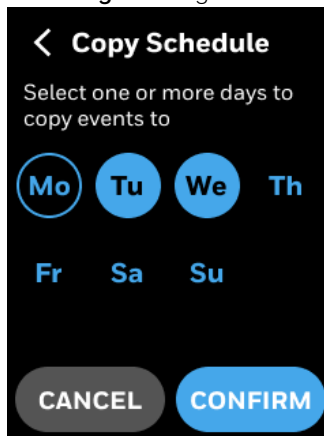 Copy Schedule
Select one or more days to
copy events to
Mo Tu We Th
Fr Sa Su
CANCEL CONFIRM